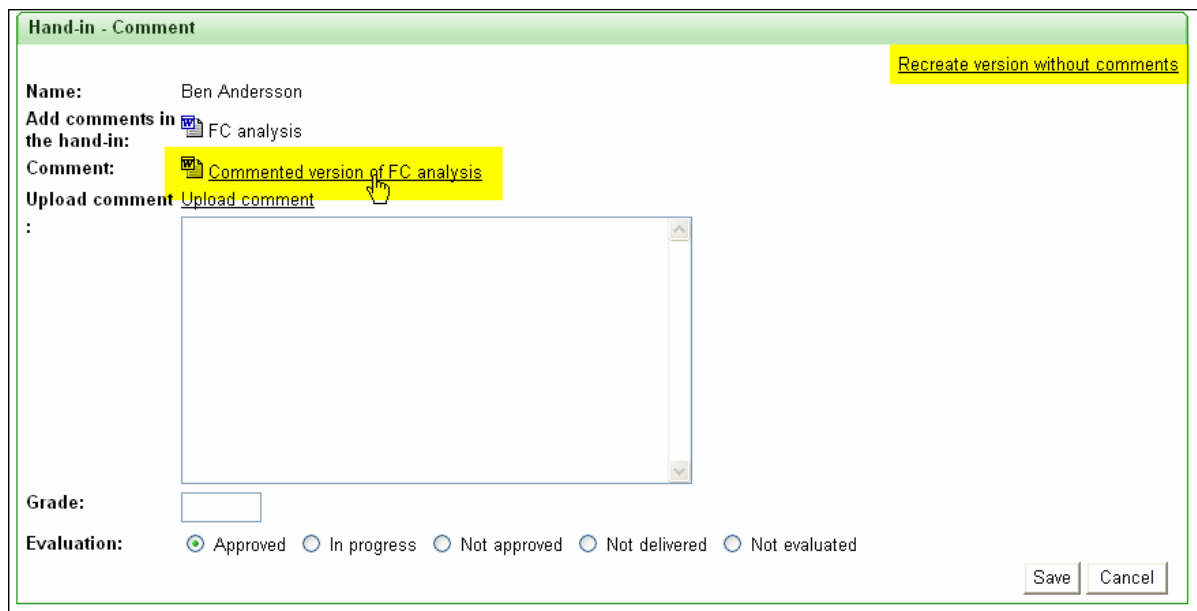 Hand-in - Comment
Recreate version without comments
Name: Ben Andersson
Add comments in
the hand-in: FC analysis
Comment: Commented version of FC analysis
Upload comment Upload comment
:
Grade:
Evaluation: Approved In progress Not approved Not delivered Not evaluated
Save Cancel